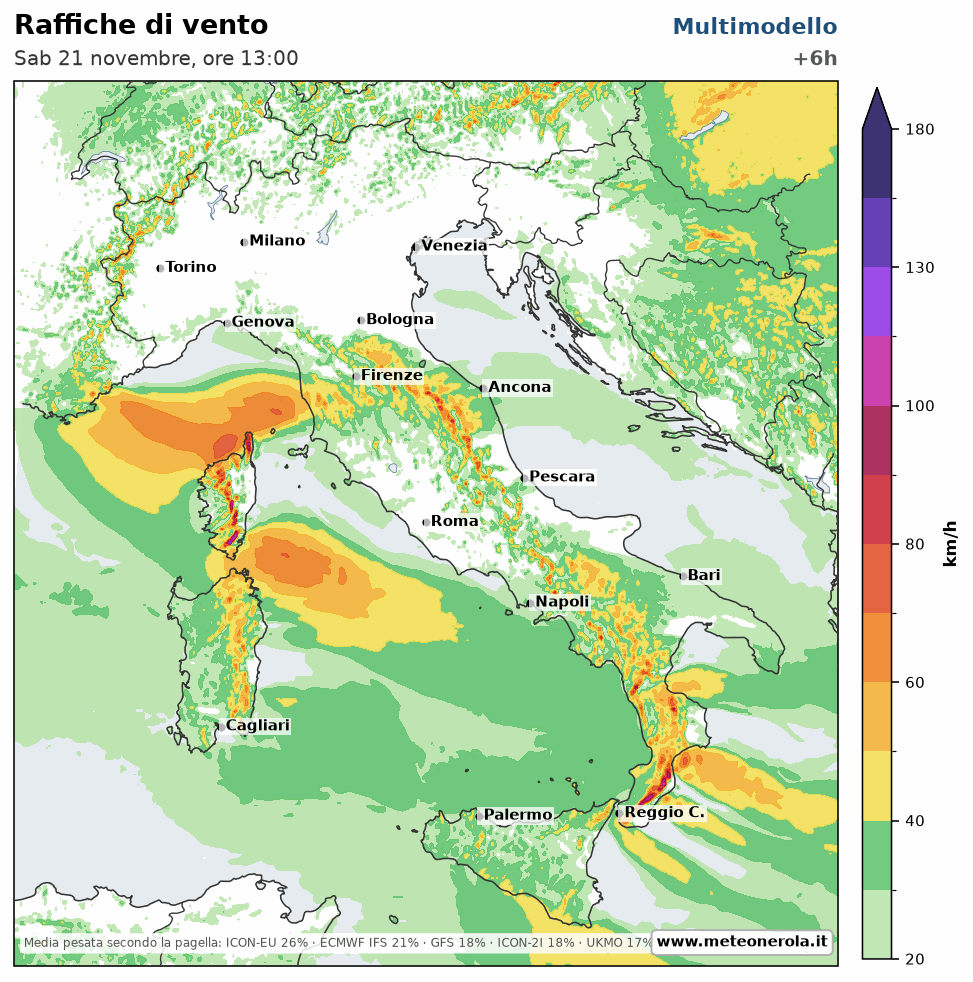 Raffiche di vento
Multimodello
Sab 21 novembre, ore 13:00
+6h
180
130
100
80
60
40
20
km/h
Milano
Venezia
Torino
Genova
Bologna
Firenze
Ancona
Pescara
Roma
Bari
Napoli
Cagliari
Palermo
Reggio C.
Media pesata secondo la pagella: ICON-EU 26% · ECMWF IFS 21% · GFS 18% · ICON-2I 18% · UKMO 17%
www.meteonerola.it